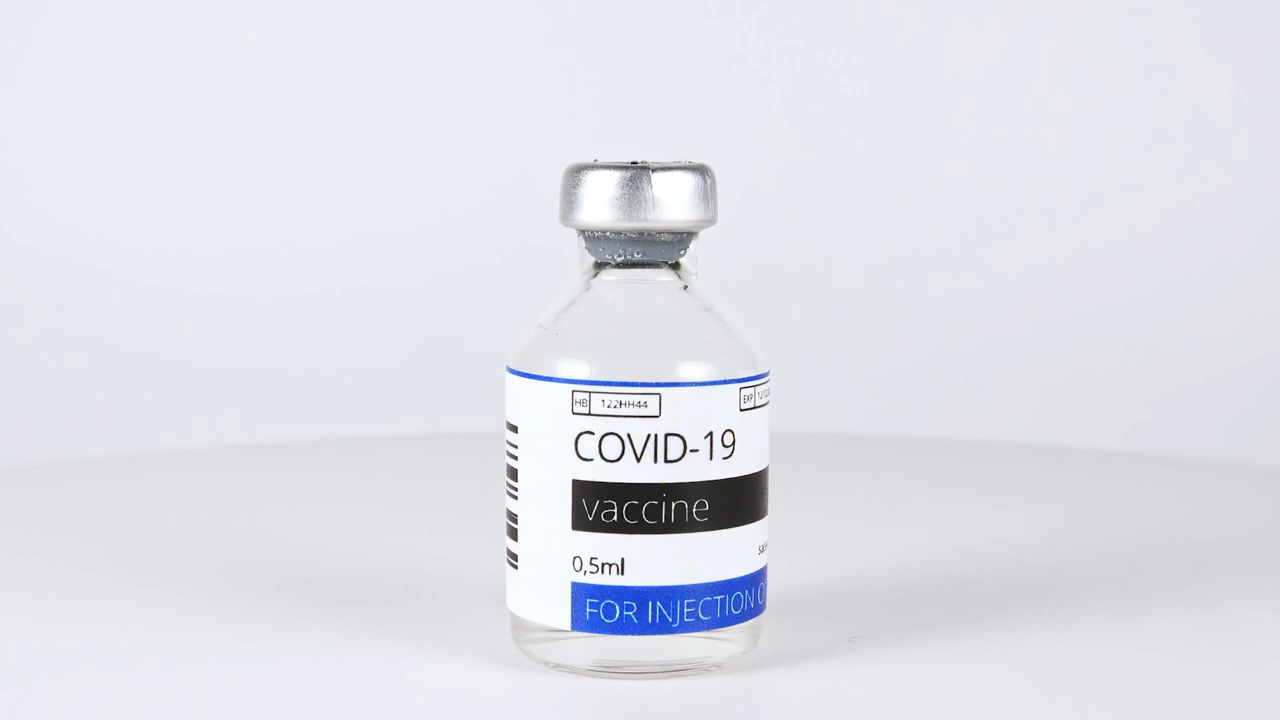 HB 122HH44 EXP
COVID-19
vaccine
0,5ml
FOR INJECTION